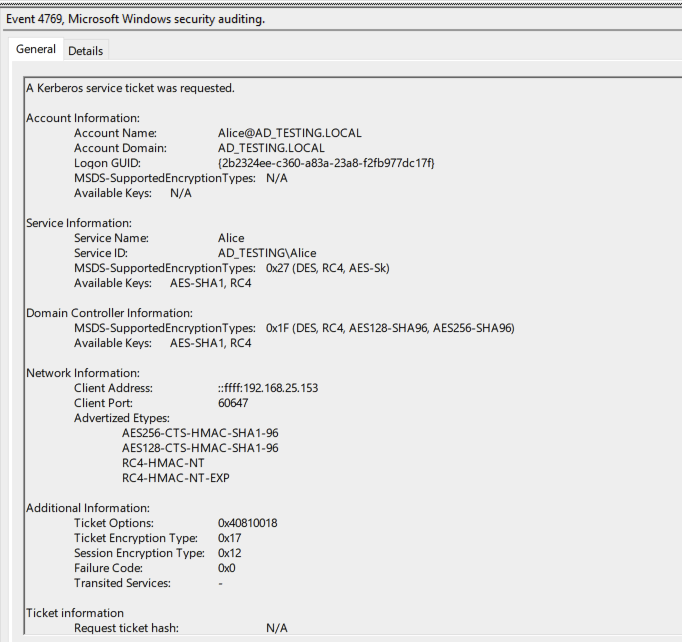 Event 4769, Microsoft Windows security auditing.
General Details
A Kerberos service ticket was requested.
Account Information:
Account Name: Alice@AD_TESTING.LOCAL
Account Domain: AD_TESTING.LOCAL
Logon GUID: {2b2324ee-c360-a83a-23a8-f2fb977dc17f}
MSDS-SupportedEncryptionTypes: N/A
Available Keys: N/A
Service Information:
Service Name: Alice
Service ID: AD_TESTING\Alice
MSDS-SupportedEncryptionTypes: 0x27 (DES, RC4, AES-Sk)
Available Keys: AES-SHA1, RC4
Domain Controller Information:
MSDS-SupportedEncryptionTypes: 0x1F (DES, RC4, AES128-SHA96, AES256-SHA96)
Available Keys: AES-SHA1, RC4
Network Information:
Client Address: ::ffff:192.168.25.153
Client Port: 60647
Advertized Etypes:
AES256-CTS-HMAC-SHA1-96
AES128-CTS-HMAC-SHA1-96
RC4-HMAC-NT
RC4-HMAC-NT-EXP
Additional Information:
Ticket Options: 0x40810018
Ticket Encryption Type: 0x17
Session Encryption Type: 0x12
Failure Code: 0x0
Transited Services: -
Ticket information
Request ticket hash: N/A